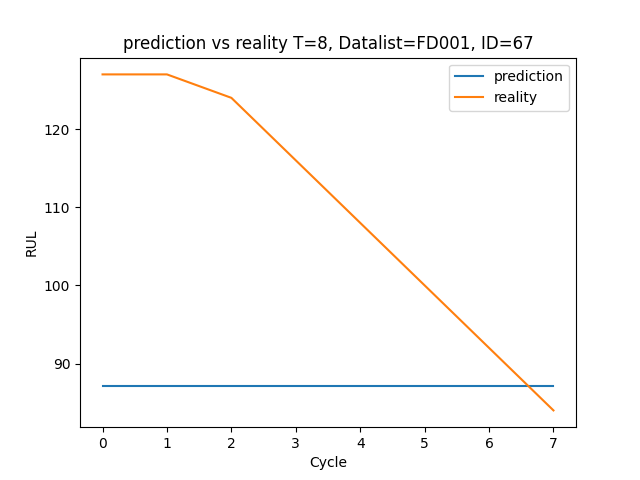 prediction vs reality T=8, Datalist=FD001, ID=67
prediction
reality
120
110
100
90
RUL
0 1 2 3 4 5 6 7
Cycle